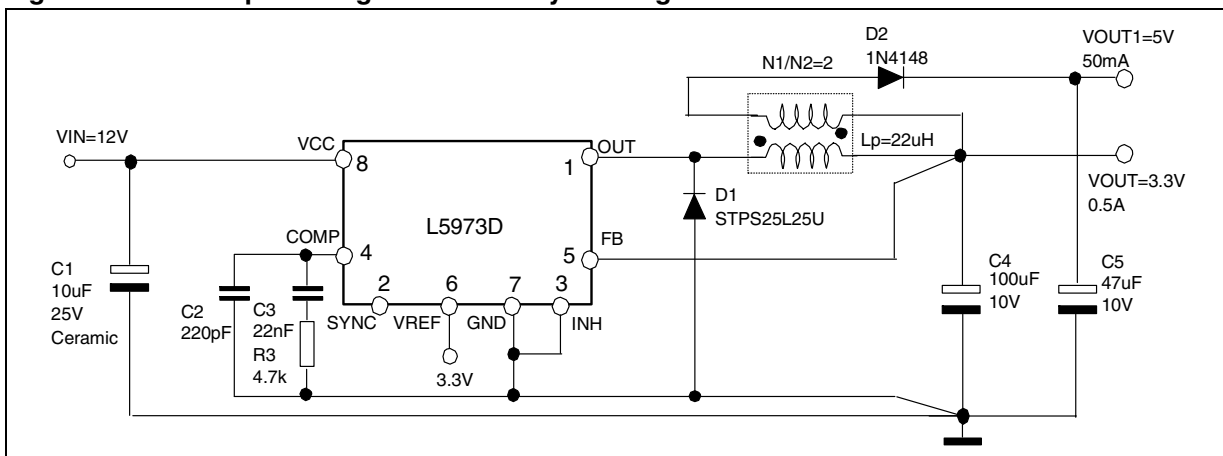 D2
1N4148
VOUT1=5V
50mA
N1/N2=2
VIN=12V
VCC
8
OUT
1
Lp=22uH
VOUT=3.3V
0.5A
D1
STPS25L25U
L5973D
COMP
4
FB
5
C1
10uF
25V
Ceramic
C2
220pF
C3
22nF
R3
4.7k
2
6
7
3
SYNC
VREF
GND
INH
3.3V
C4
100uF
10V
C5
47uF
10V